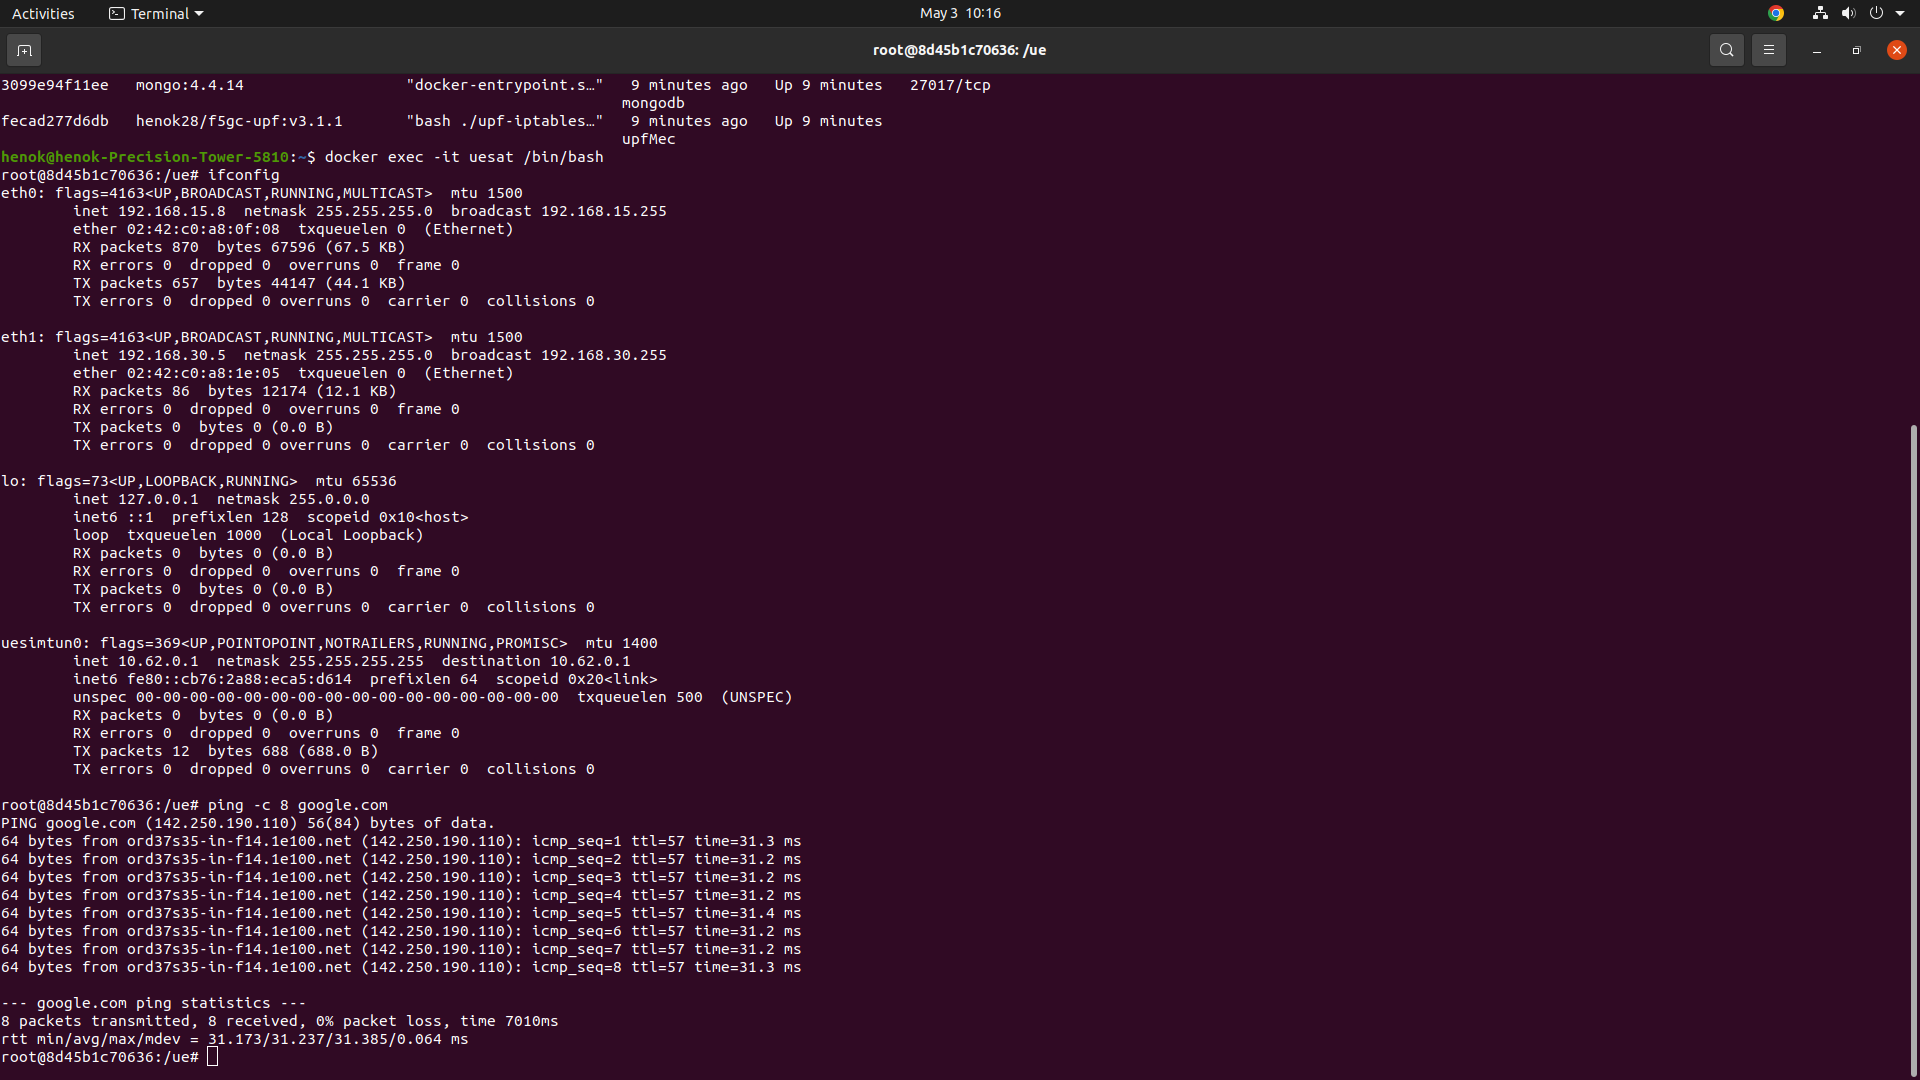 Activities Terminal May 3 10:16
root@8d45b1c70636: /ue
3099e94f11ee   mongo:4.4.14                  "docker-entrypoint.s…"   9 minutes ago   Up 9 minutes   27017/tcp
mongodb
fecad277d6db   henok28/f5gc-upf:v3.1.1       "bash ./upf-iptables…"   9 minutes ago   Up 9 minutes
upfMec
henok@henok-Precision-Tower-5810:~$ docker exec -it uesat /bin/bash
root@8d45b1c70636:/ue# ifconfig
eth0: flags=4163<UP,BROADCAST,RUNNING,MULTICAST>  mtu 1500
        inet 192.168.15.8  netmask 255.255.255.0  broadcast 192.168.15.255
        ether 02:42:c0:a8:0f:08  txqueuelen 0  (Ethernet)
        RX packets 870  bytes 67596 (67.5 KB)
        RX errors 0  dropped 0  overruns 0  frame 0
        TX packets 657  bytes 44147 (44.1 KB)
        TX errors 0  dropped 0 overruns 0  carrier 0  collisions 0

eth1: flags=4163<UP,BROADCAST,RUNNING,MULTICAST>  mtu 1500
        inet 192.168.30.5  netmask 255.255.255.0  broadcast 192.168.30.255
        ether 02:42:c0:a8:1e:05  txqueuelen 0  (Ethernet)
        RX packets 86  bytes 12174 (12.1 KB)
        RX errors 0  dropped 0  overruns 0  frame 0
        TX packets 0  bytes 0 (0.0 B)
        TX errors 0  dropped 0 overruns 0  carrier 0  collisions 0

lo: flags=73<UP,LOOPBACK,RUNNING>  mtu 65536
        inet 127.0.0.1  netmask 255.0.0.0
        inet6 ::1  prefixlen 128  scopeid 0x10<host>
        loop  txqueuelen 1000  (Local Loopback)
        RX packets 0  bytes 0 (0.0 B)
        RX errors 0  dropped 0  overruns 0  frame 0
        TX packets 0  bytes 0 (0.0 B)
        TX errors 0  dropped 0 overruns 0  carrier 0  collisions 0

uesimtun0: flags=369<UP,POINTOPOINT,NOTRAILERS,RUNNING,PROMISC>  mtu 1400
        inet 10.62.0.1  netmask 255.255.255.255  destination 10.62.0.1
        inet6 fe80::cb76:2a88:eca5:d614  prefixlen 64  scopeid 0x20<link>
        unspec 00-00-00-00-00-00-00-00-00-00-00-00-00-00-00-00  txqueuelen 500  (UNSPEC)
        RX packets 0  bytes 0 (0.0 B)
        RX errors 0  dropped 0  overruns 0  frame 0
        TX packets 12  bytes 688 (688.0 B)
        TX errors 0  dropped 0 overruns 0  carrier 0  collisions 0

root@8d45b1c70636:/ue# ping -c 8 google.com
PING google.com (142.250.190.110) 56(84) bytes of data.
64 bytes from ord37s35-in-f14.1e100.net (142.250.190.110): icmp_seq=1 ttl=57 time=31.3 ms
64 bytes from ord37s35-in-f14.1e100.net (142.250.190.110): icmp_seq=2 ttl=57 time=31.2 ms
64 bytes from ord37s35-in-f14.1e100.net (142.250.190.110): icmp_seq=3 ttl=57 time=31.2 ms
64 bytes from ord37s35-in-f14.1e100.net (142.250.190.110): icmp_seq=4 ttl=57 time=31.2 ms
64 bytes from ord37s35-in-f14.1e100.net (142.250.190.110): icmp_seq=5 ttl=57 time=31.4 ms
64 bytes from ord37s35-in-f14.1e100.net (142.250.190.110): icmp_seq=6 ttl=57 time=31.2 ms
64 bytes from ord37s35-in-f14.1e100.net (142.250.190.110): icmp_seq=7 ttl=57 time=31.2 ms
64 bytes from ord37s35-in-f14.1e100.net (142.250.190.110): icmp_seq=8 ttl=57 time=31.3 ms

--- google.com ping statistics ---
8 packets transmitted, 8 received, 0% packet loss, time 7010ms
rtt min/avg/max/mdev = 31.173/31.237/31.385/0.064 ms
root@8d45b1c70636:/ue#